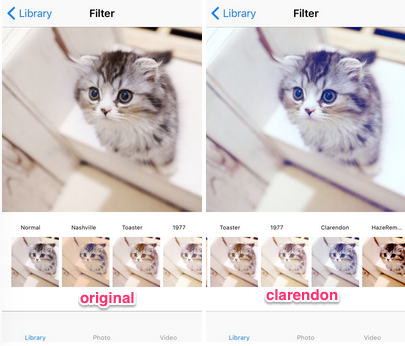 Library
Filter
Normal
Nashville
Toaster
1977
original
Library
Photo
Video
Library
Filter
Toaster
1977
Clarendon
HazeRem...
clarendon
Library
Photo
Video